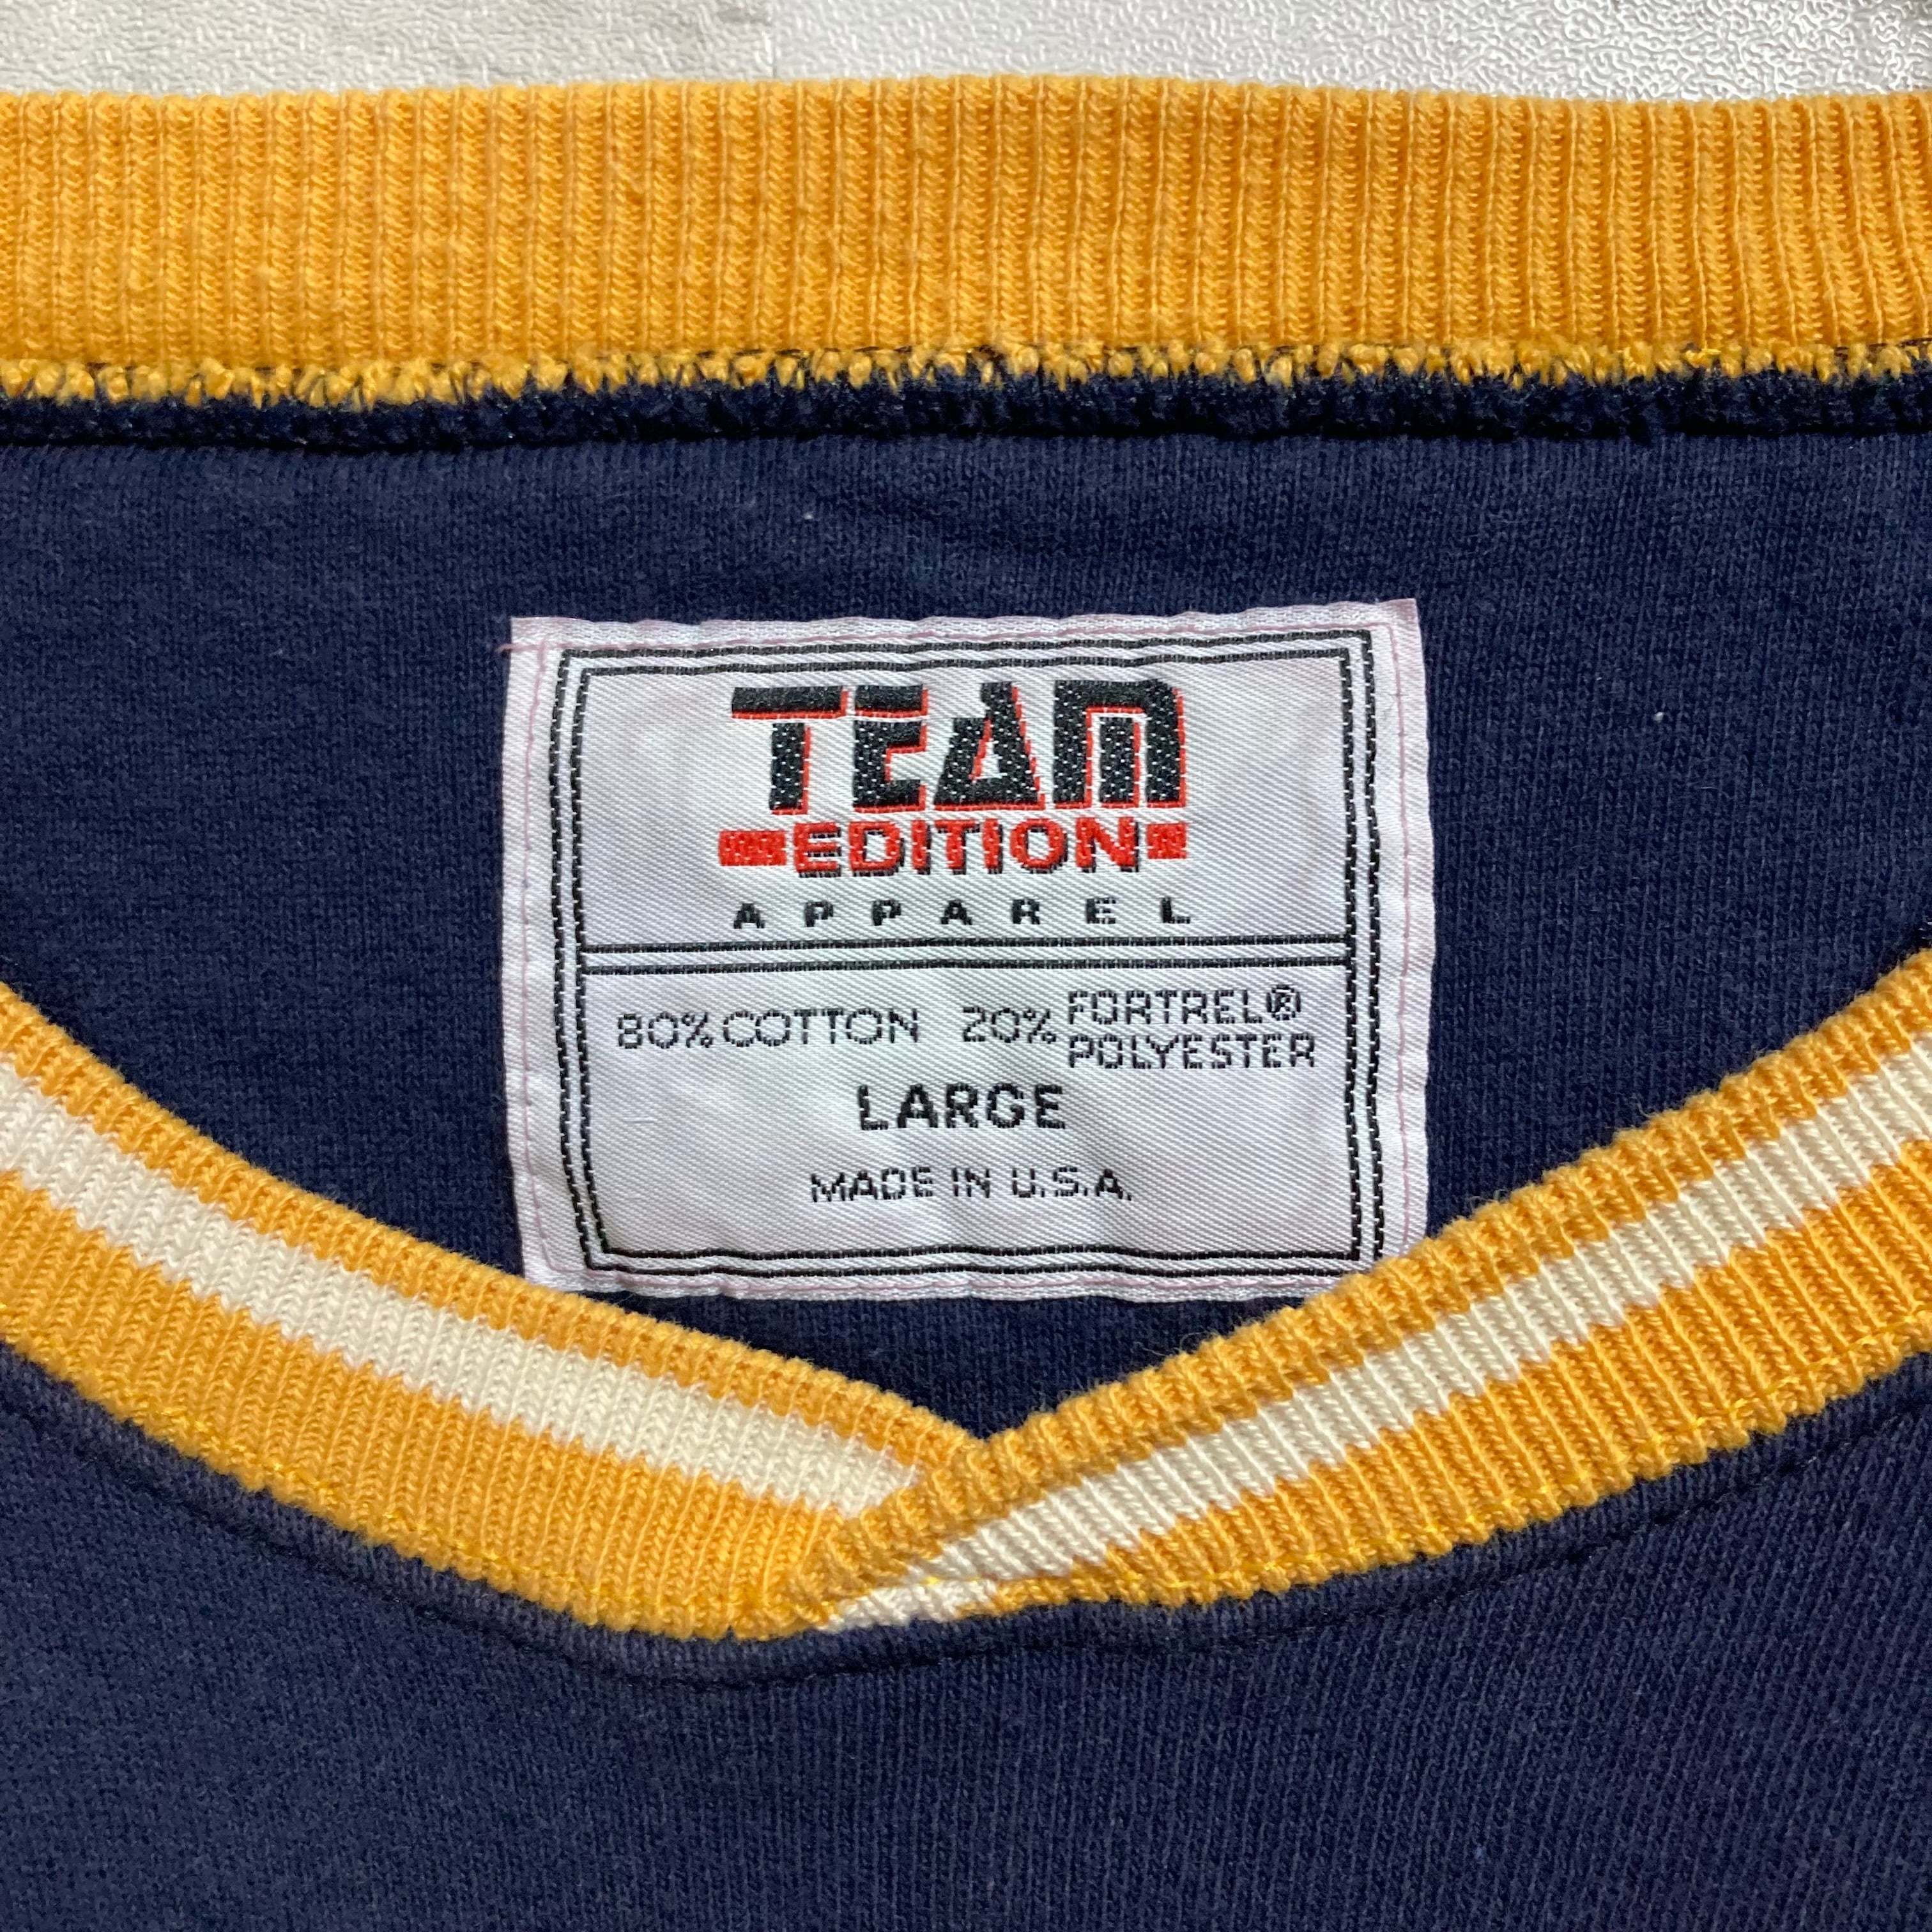 TEAM
EDITION
APPAREL
80% COTTON 20% FORTREL®
POLYESTER
LARGE
MADE IN U.S.A.